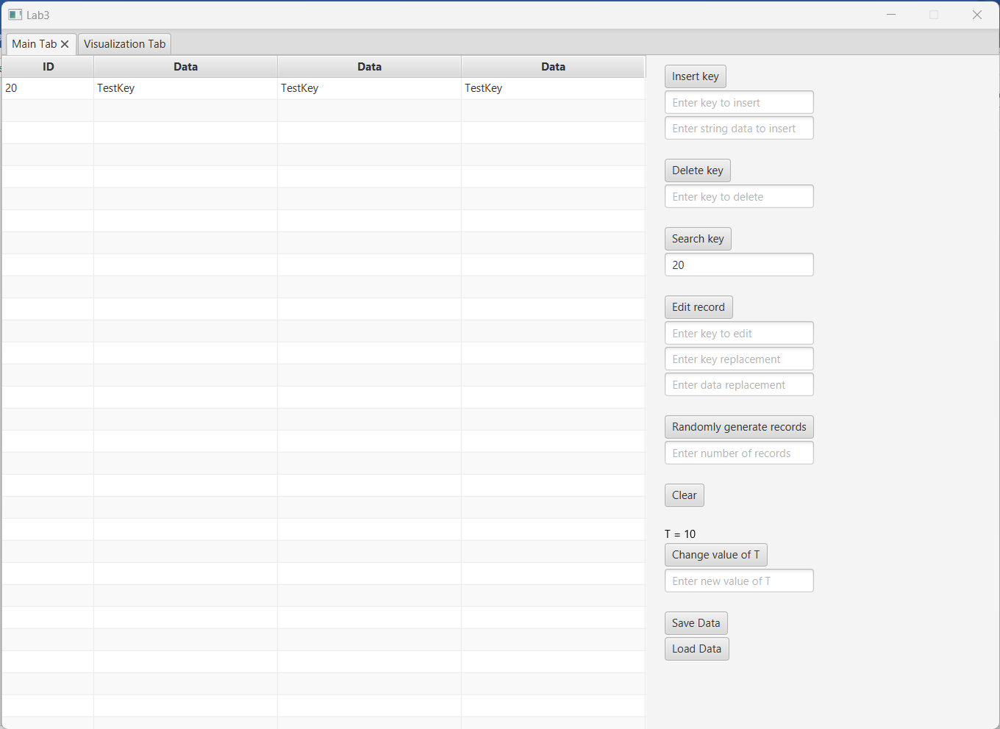 Lab3
Main Tab Visualization Tab
ID Data Data Data
20 TestKey TestKey TestKey
Insert key
Enter key to insert
Enter string data to insert
Delete key
Enter key to delete
Search key
20
Edit record
Enter key to edit
Enter key replacement
Enter data replacement
Randomly generate records
Enter number of records
Clear
T = 10
Change value of T
Enter new value of T
Save Data
Load Data